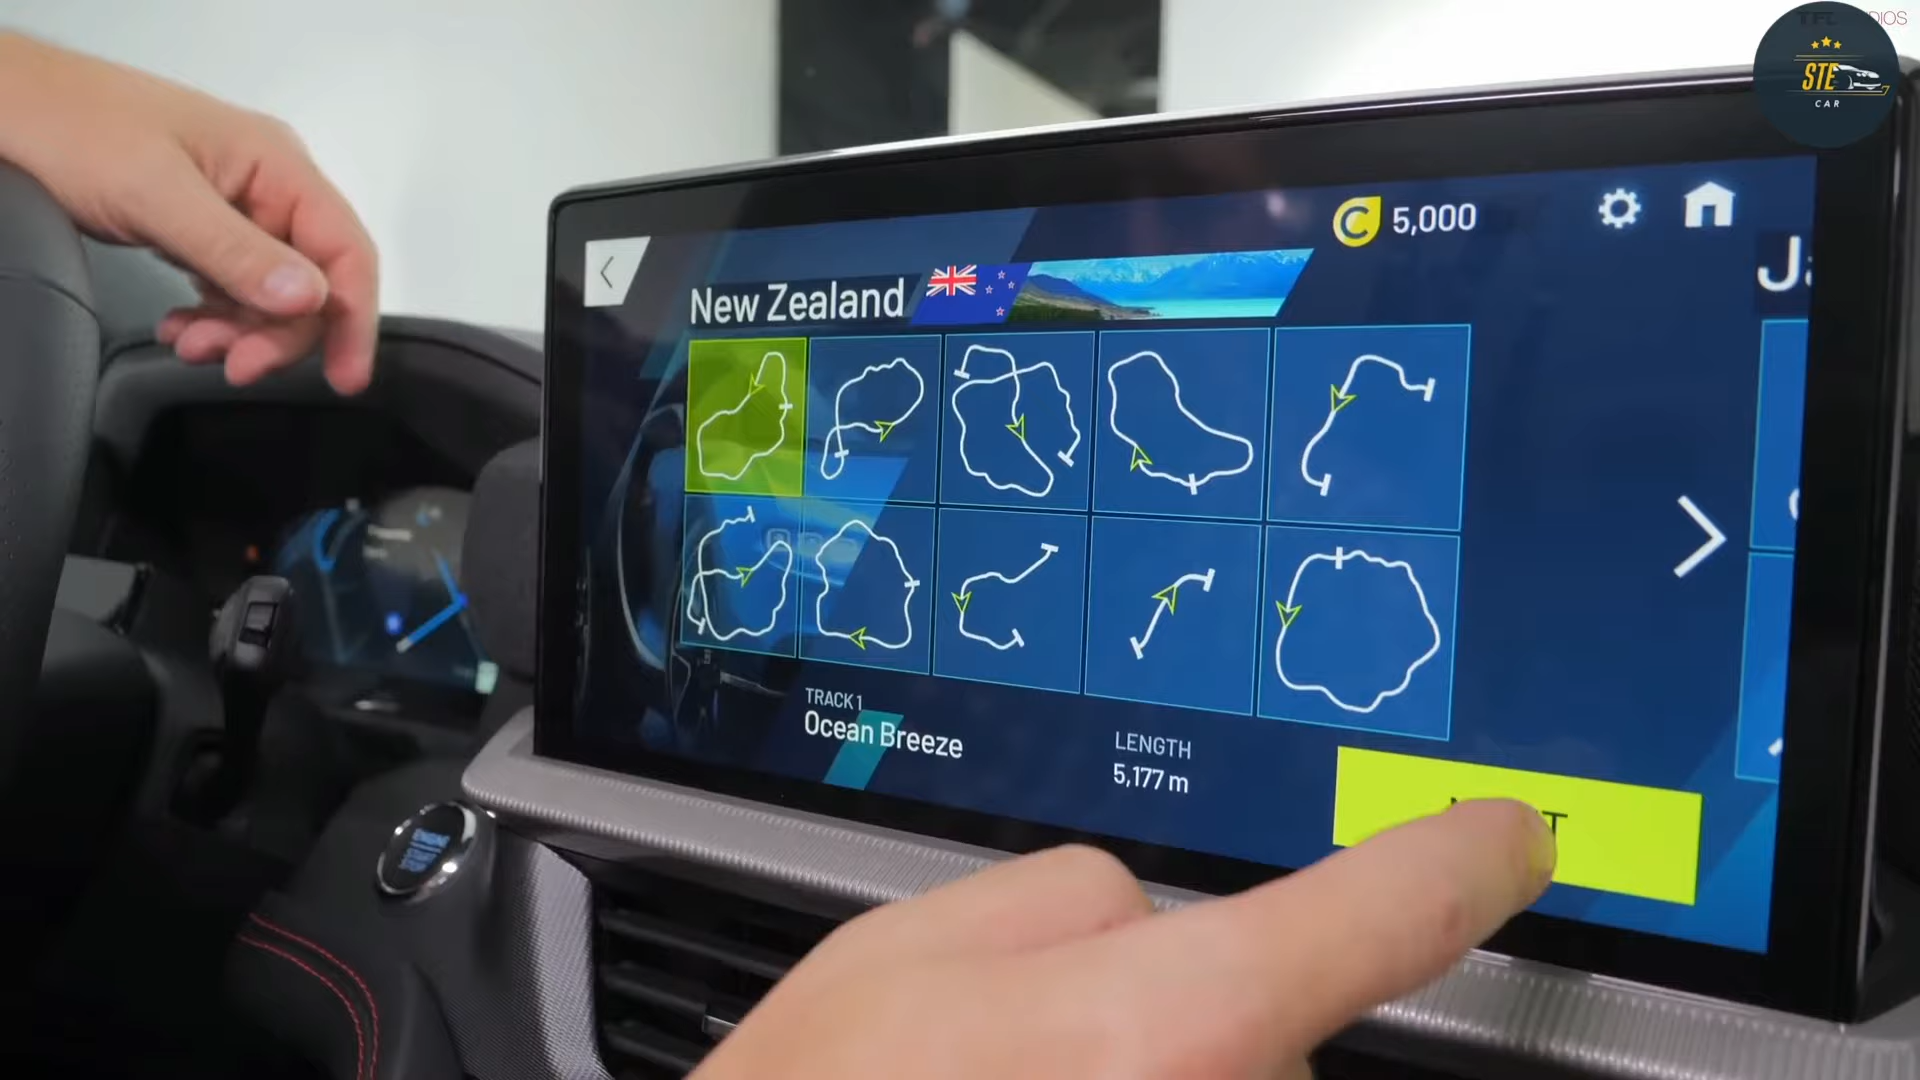 STE
CAR
5,000
New Zealand
TRACK 1
Ocean Breeze
LENGTH
5,177 m